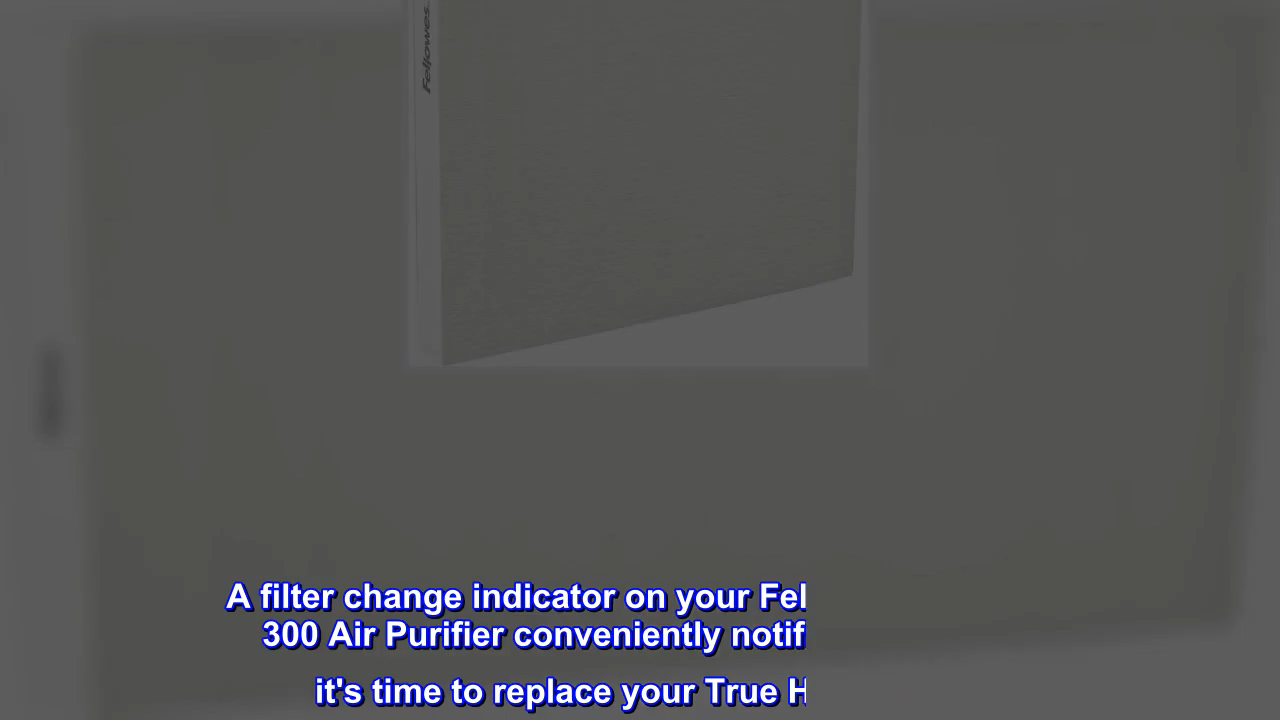 Fellowes
A filter change indicator on your Fel
300 Air Purifier conveniently notif
it's time to replace your True H